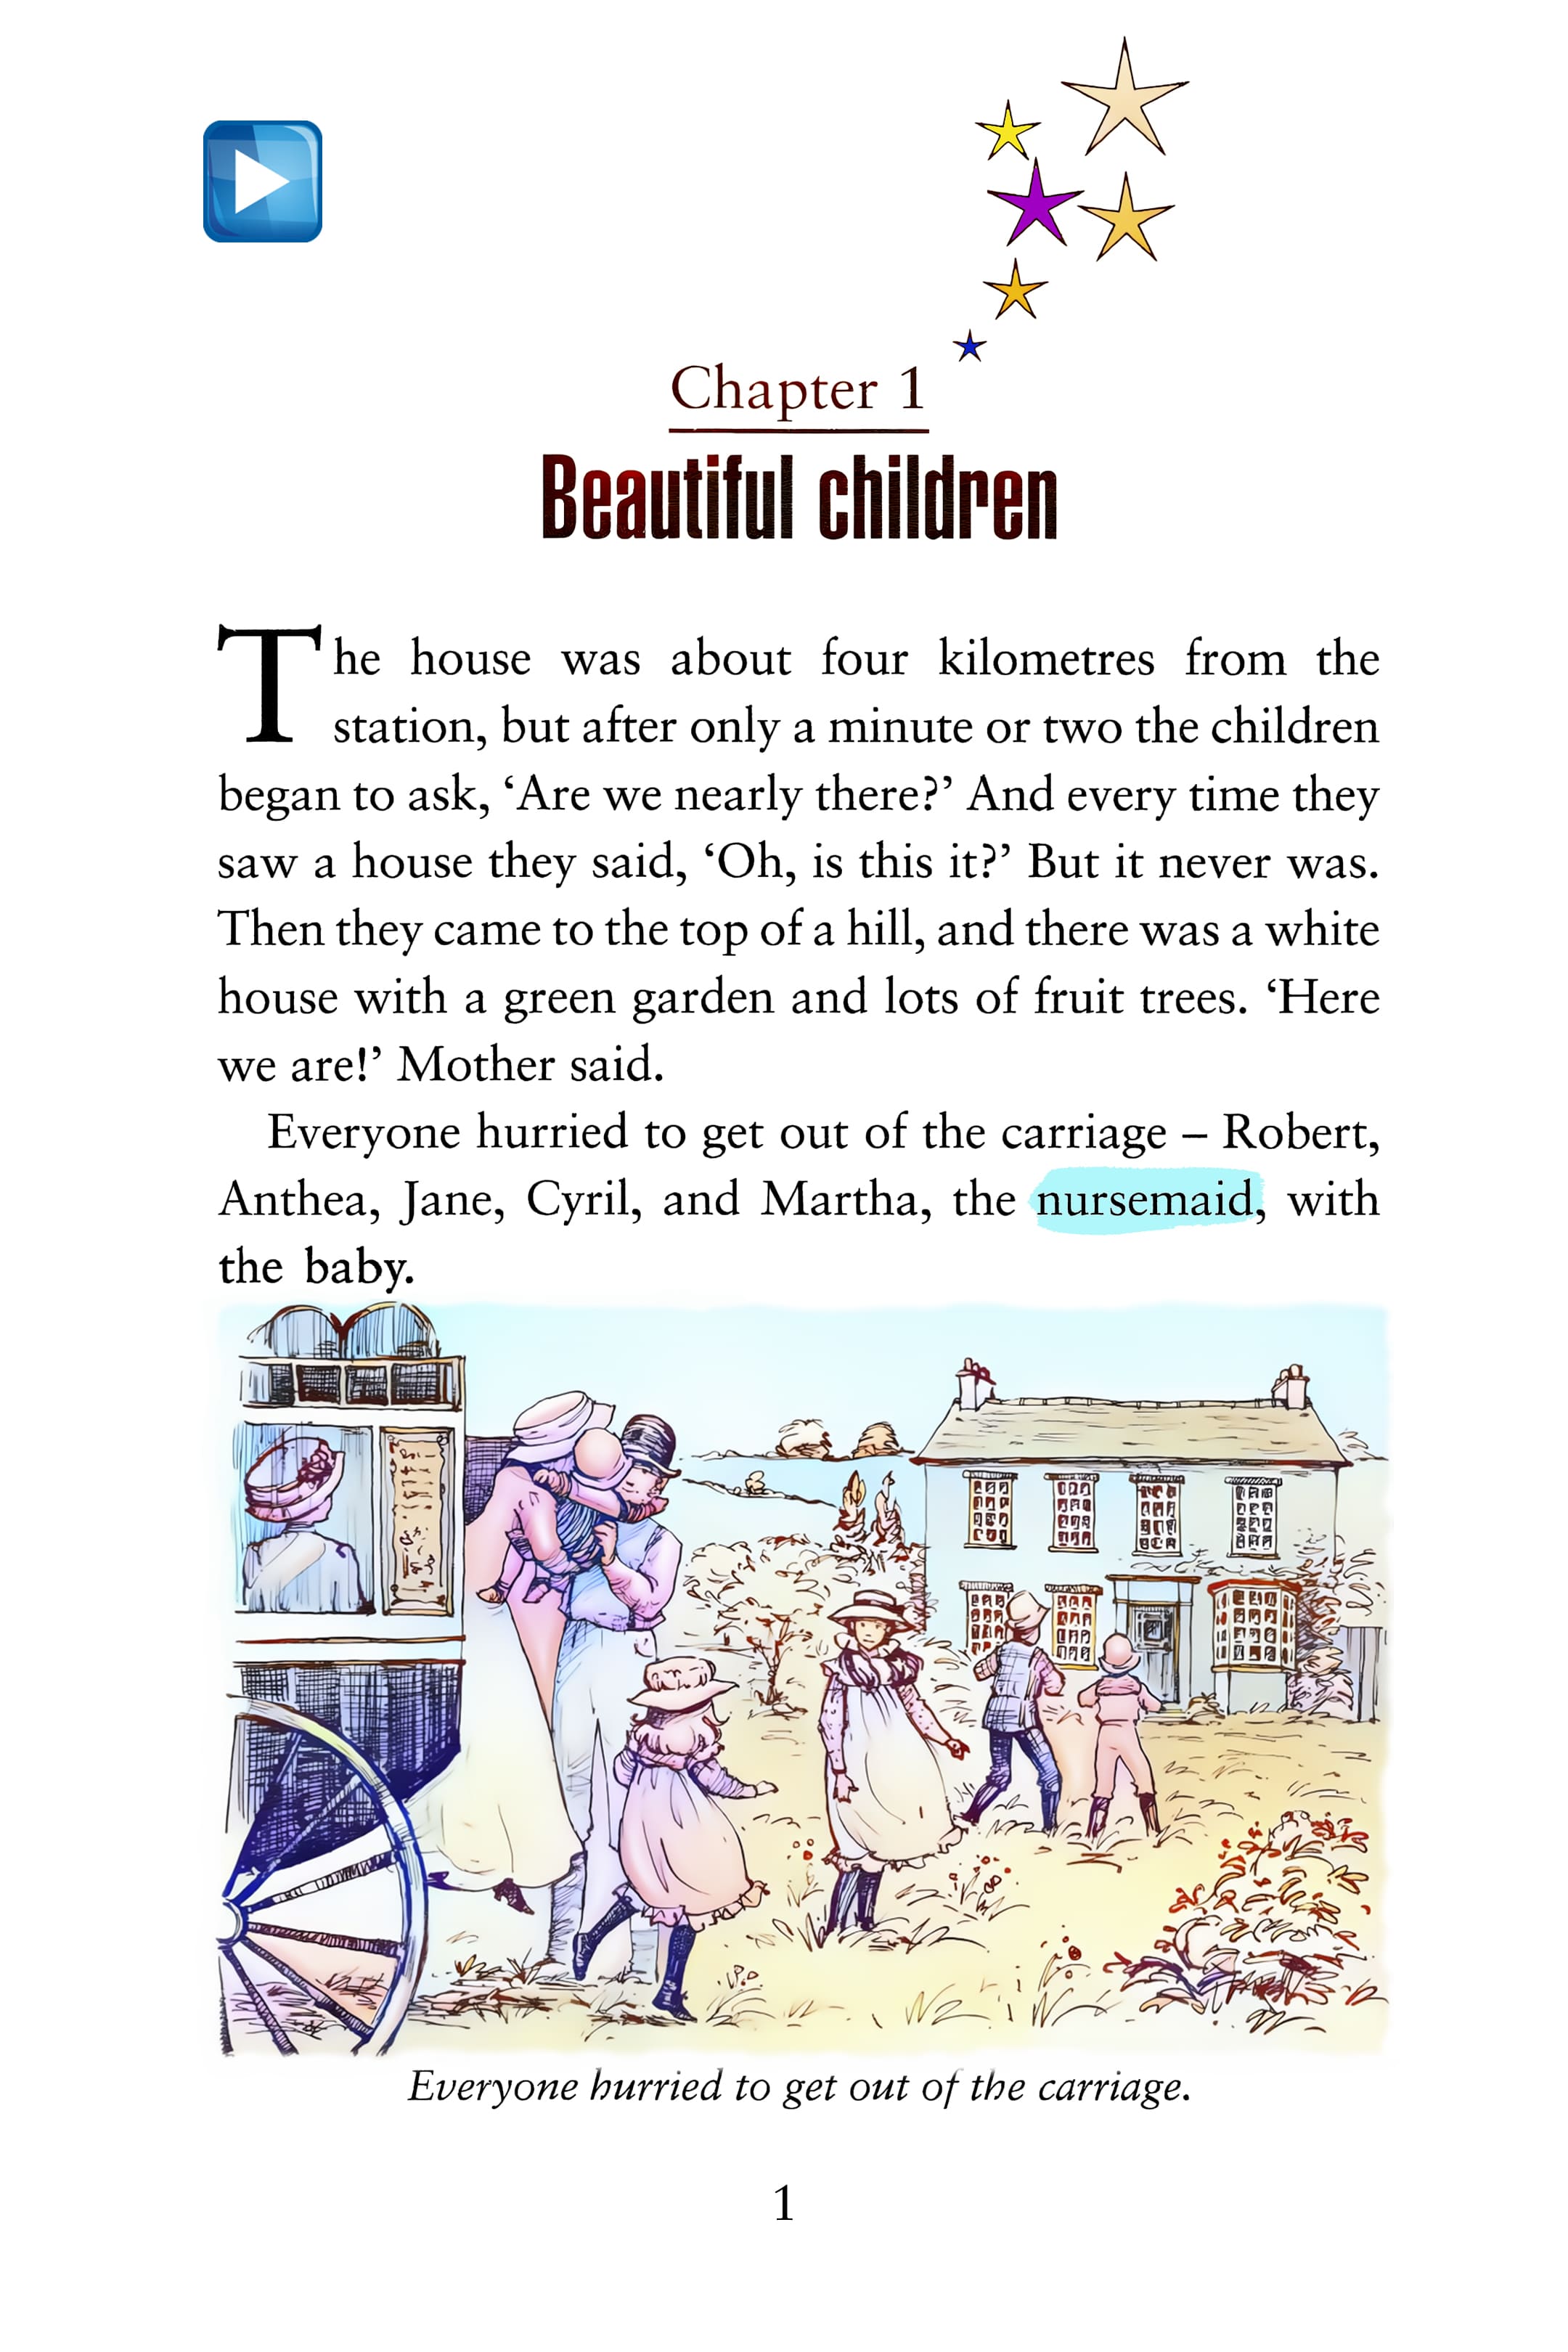 Chapter 1
Beautiful children
The house was about four kilometres from the
station, but after only a minute or two the children
began to ask, ‘Are we nearly there?’ And every time they
saw a house they said, ‘Oh, is this it?’ But it never was.
Then they came to the top of a hill, and there was a white
house with a green garden and lots of fruit trees. ‘Here
we are!’ Mother said.
Everyone hurried to get out of the carriage – Robert,
Anthea, Jane, Cyril, and Martha, the nursemaid, with
the baby.
Everyone hurried to get out of the carriage.
1